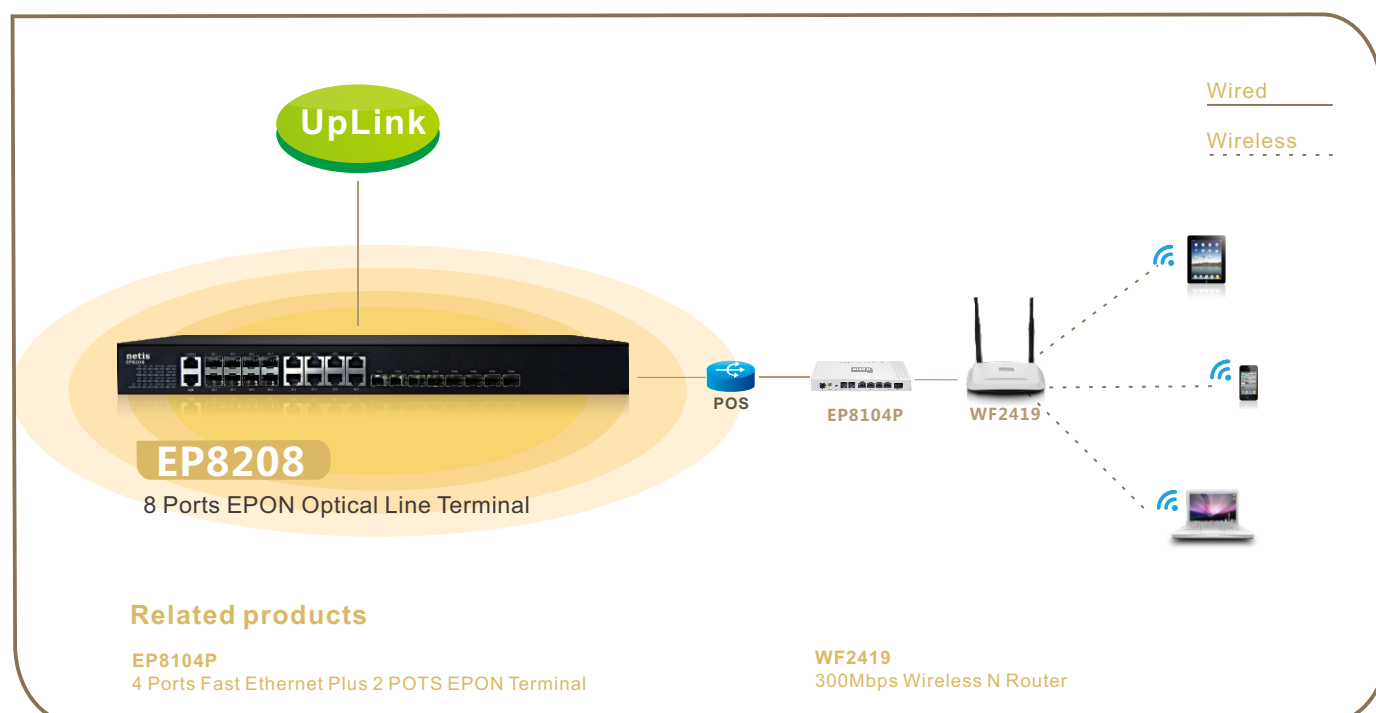 UpLink
Wired
Wireless
netis
EP8208
POS
EP8104P
WF2419
EP8208
8 Ports EPON Optical Line Terminal
Related products
EP8104P
4 Ports Fast Ethernet Plus 2 POTS EPON Terminal
WF2419
300Mbps Wireless N Router